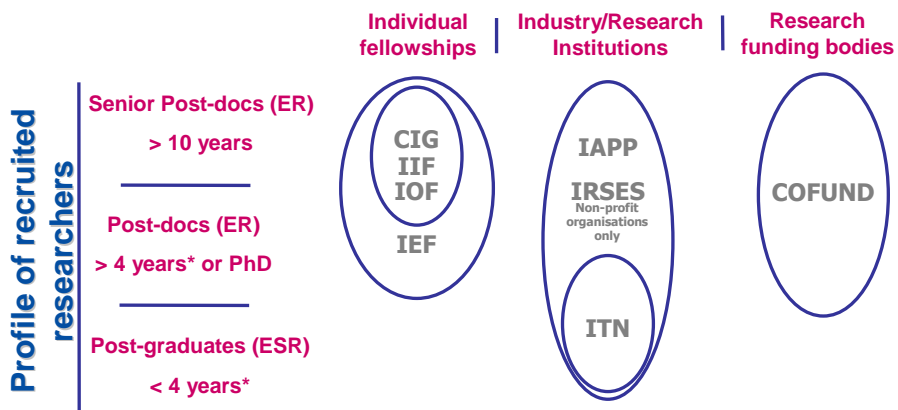 Individual
fellowships
Industry/Research
Institutions
Research
funding bodies
Profile of recruited
researchers
Senior Post-docs (ER)
> 10 years
Post-docs (ER)
> 4 years* or PhD
Post-graduates (ESR)
< 4 years*
CIG
IIF
IOF
IEF
IAPP
IRSES
Non-profit
organisations
only
ITN
COFUND